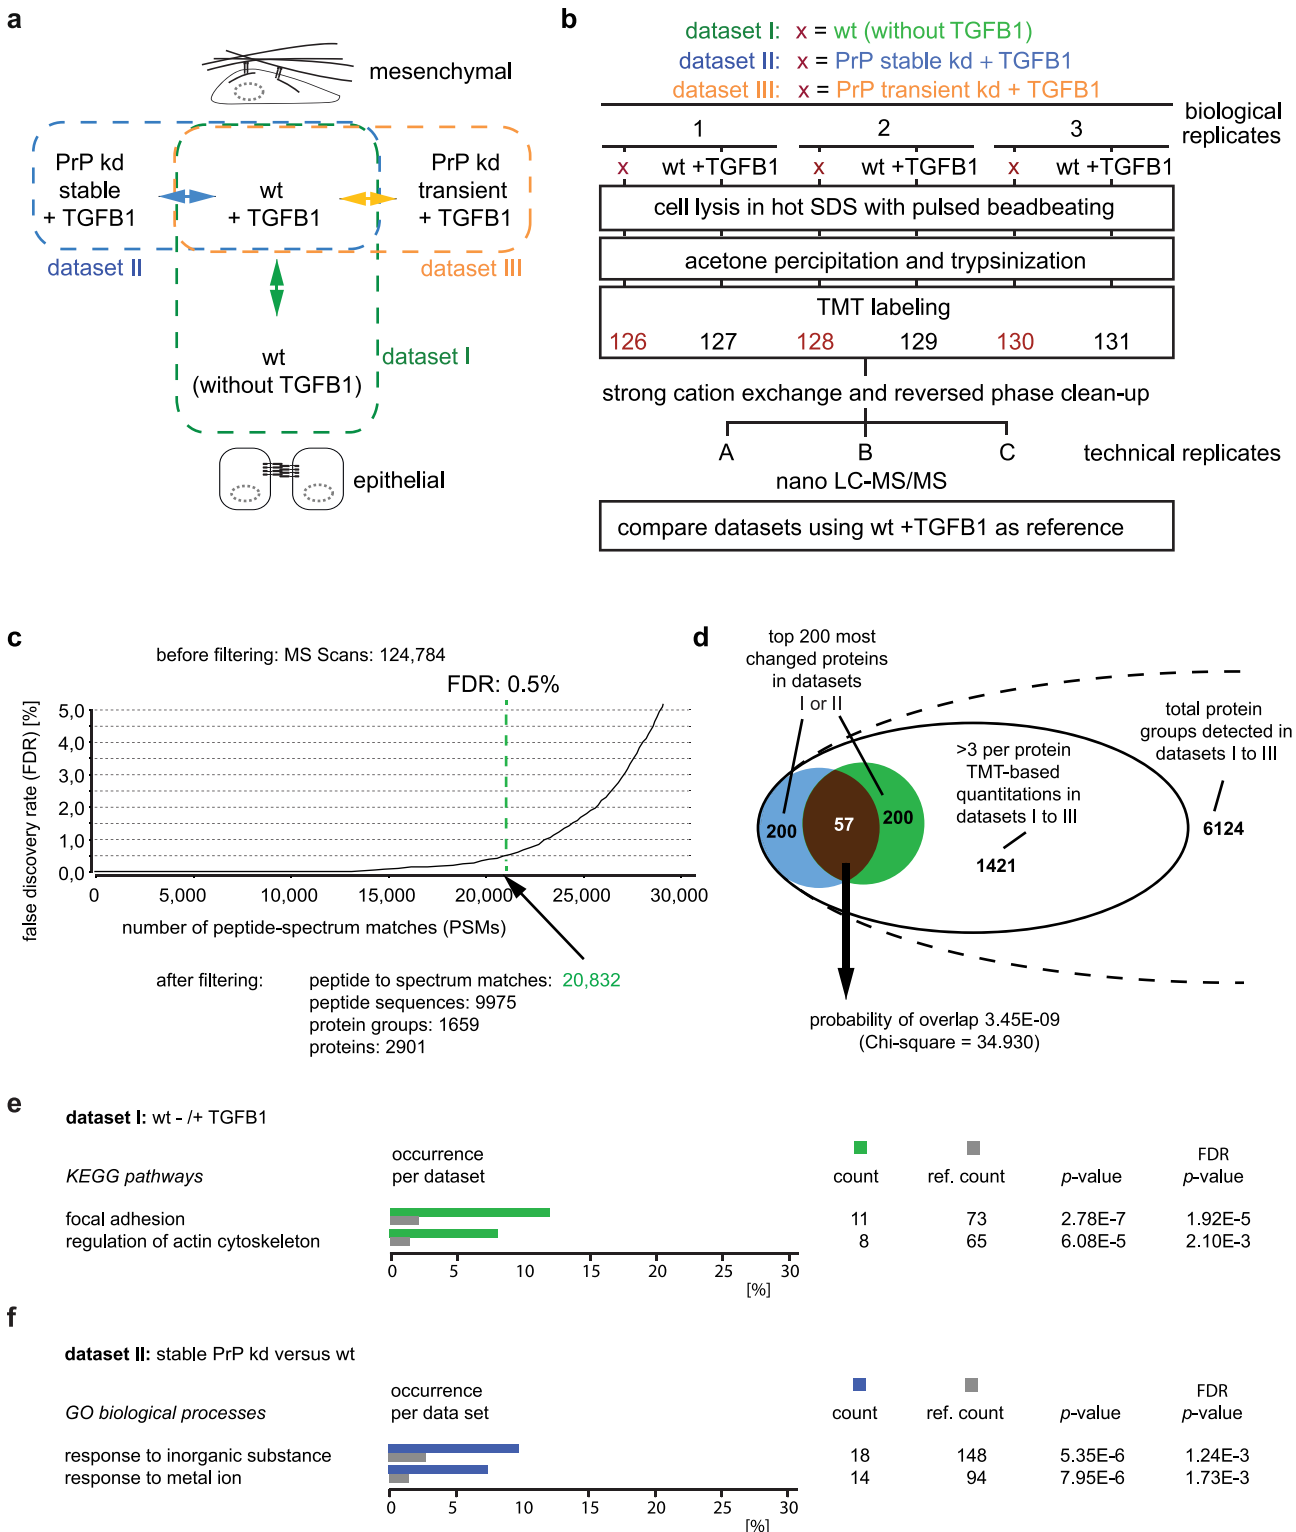 a
mesenchymal
PrP kd
stable
+ TGFB1
wt
+ TGFB1
PrP kd
transient
+ TGFB1
dataset II
dataset III
wt
(without TGFB1)
dataset I
epithelial
b
dataset I: x = wt (without TGFB1)
dataset II: x = PrP stable kd + TGFB1
dataset III: x = PrP transient kd + TGFB1
biological
replicates
1 2 3
x wt +TGFB1 x wt +TGFB1 x wt +TGFB1
cell lysis in hot SDS with pulsed beadbeating
acetone percipitation and trypsinization
TMT labeling
126 127 128 129 130 131
strong cation exchange and reversed phase clean-up
A B C technical replicates
nano LC-MS/MS
compare datasets using wt +TGFB1 as reference
c
before filtering: MS Scans: 124,784
FDR: 0.5%
false discovery rate (FDR) [%]
5,0
4,0
3,0
2,0
1,0
0,0
0 5,000 10,000 15,000 20,000 25,000 30,000
number of peptide-spectrum matches (PSMs)
after filtering: peptide to spectrum matches: 20,832
peptide sequences: 9975
protein groups: 1659
proteins: 2901
d
top 200 most
changed proteins
in datasets
I or II
200 57 200
>3 per protein
TMT-based
quantitations in
datasets I to III
1421
total protein
groups detected in
datasets I to III
6124
probability of overlap 3.45E-09
(Chi-square = 34.930)
e
dataset I: wt - /+ TGFB1
KEGG pathways
occurrence
per dataset
count ref. count p-value FDR
p-value
focal adhesion 11 73 2.78E-7 1.92E-5
regulation of actin cytoskeleton 8 65 6.08E-5 2.10E-3
0 5 10 15 20 25 30
[%]
f
dataset II: stable PrP kd versus wt
GO biological processes
occurrence
per data set
count ref. count p-value FDR
p-value
response to inorganic substance 18 148 5.35E-6 1.24E-3
response to metal ion 14 94 7.95E-6 1.73E-3
0 5 10 15 20 25 30
[%]